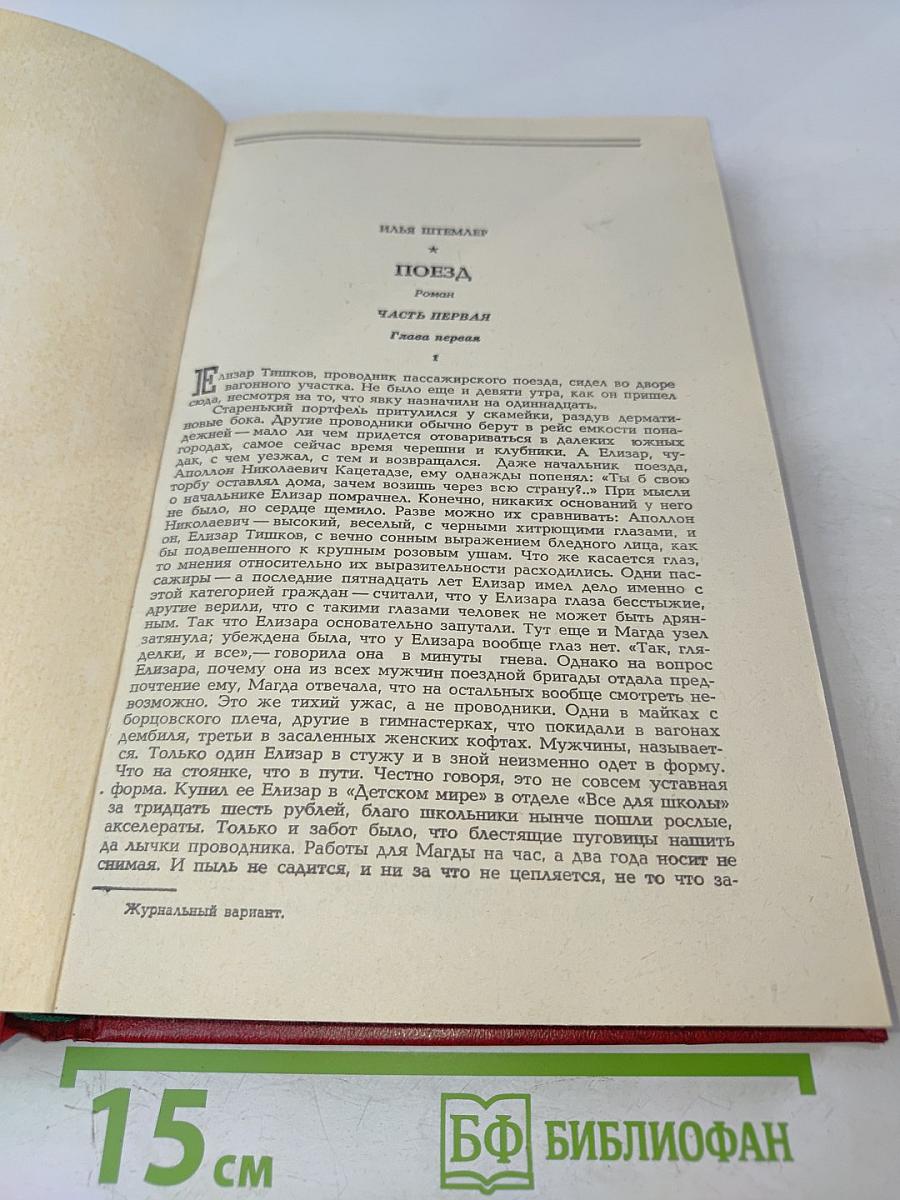 ИЛЬЯ ШТЕМЛЕР
*
ПОЕЗД
Роман
ЧАСТЬ ПЕРВАЯ
Глава первая
1
Елизар Тишков, проводник пассажирского поезда, сидел во дворе
вагонного участка. Не было еще и девяти утра, как он пришел
сюда, несмотря на то, что явку назначили на одиннадцать.
Старенький портфель притулился у скамейки, раздув дермати-
новые бока. Другие проводники обычно берут в рейс емкости пона-
дежней — мало ли чем придется отовариваться в далеких южных
городах, самое сейчас время черешни и клубники. А Елизар, чу-
дак, с чем уезжал, с тем и возвращался. Даже начальник поезда,
Аполлон Николаевич Кацетадзе, ему однажды попенял: «Ты б свою
торбу оставлял дома, зачем возишь через всю страну?..» При мысли
о начальнике Елизар помрачнел. Конечно, никаких оснований у него
не было, но сердце щемило. Разве можно их сравнивать: Аполлон
Николаевич — высокий, веселый, с черными хитрющими глазами, и
он, Елизар Тишков, с вечно сонным выражением бледного лица, как
бы подвешенного к крупным розовым ушам. Что же касается глаз,
то мнения относительно их выразительности расходились. Одни пас-
сажиры — а последние пятнадцать лет Елизар имел дело именно с
этой категорией граждан — считали, что у Елизара глаза бесстыжие,
другие верили, что с такими глазами человек не может быть дрян-
ным. Так что Елизара основательно запутали. Тут еще и Магда узел
затянула; убеждена была, что у Елизара вообще глаз нет. «Так, гля-
делки, и все»,— говорила она в минуты гнева. Однако на вопрос
Елизара, почему она из всех мужчин поездной бригады отдала пред-
почтение ему, Магда отвечала, что на остальных вообще смотреть не-
возможно. Это же тихий ужас, а не проводники. Одни в майках с
борцовского плеча, другие в гимнастерках, что покидали в вагонах
дембиля, третьи в засаленных женских кофтах. Мужчины, называет-
ся. Только один Елизар в стужу и в зной неизменно одет в форму.
Что на стоянке, что в пути. Честно говоря, это не совсем уставная
форма. Купил ее Елизар в «Детском мире» в отделе «Все для школы»
за тридцать шесть рублей, благо школьники нынче пошли рослые,
акселераты. Только и забот было, что блестящие пуговицы нашить
да лычки проводника. Работы для Магды на час, а два года носит не
снимая. И пыль не садится, и ни за что не цепляется, не то что за-
Журнальный вариант.
15 см
БФ БИБЛИОФАН